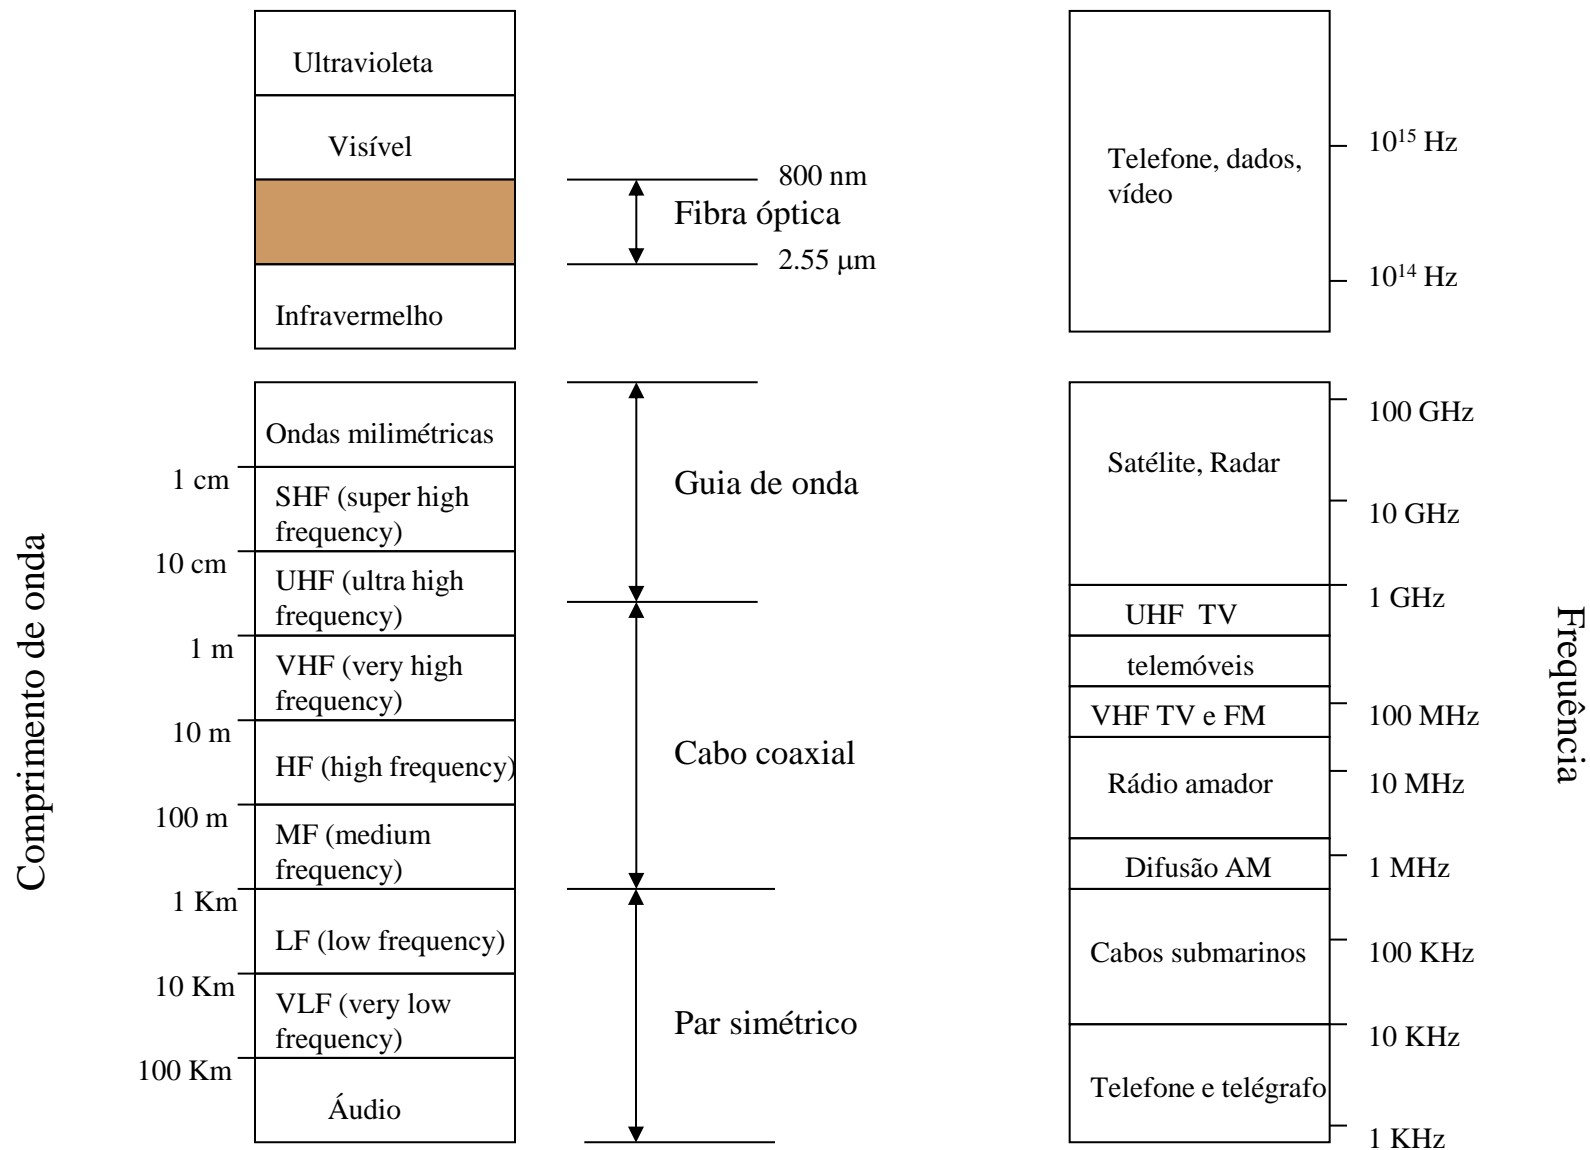 Comprimento de onda
Ultravioleta
Visível
Infravermelho
Ondas milimétricas
1 cm
SHF (super high
frequency)
10 cm
UHF (ultra high
frequency)
1 m
VHF (very high
frequency)
10 m
HF (high frequency)
100 m
MF (medium
frequency)
1 Km
LF (low frequency)
10 Km
VLF (very low
frequency)
100 Km
Áudio
800 nm
Fibra óptica
2.55 μm
Guia de onda
Cabo coaxial
Par simétrico
Telefone, dados,
vídeo
Satélite, Radar
UHF TV
telemóveis
VHF TV e FM
Rádio amador
Difusão AM
Cabos submarinos
Telefone e telégrafo
10¹⁵ Hz
10¹⁴ Hz
100 GHz
10 GHz
1 GHz
100 MHz
10 MHz
1 MHz
100 KHz
10 KHz
1 KHz
Frequência